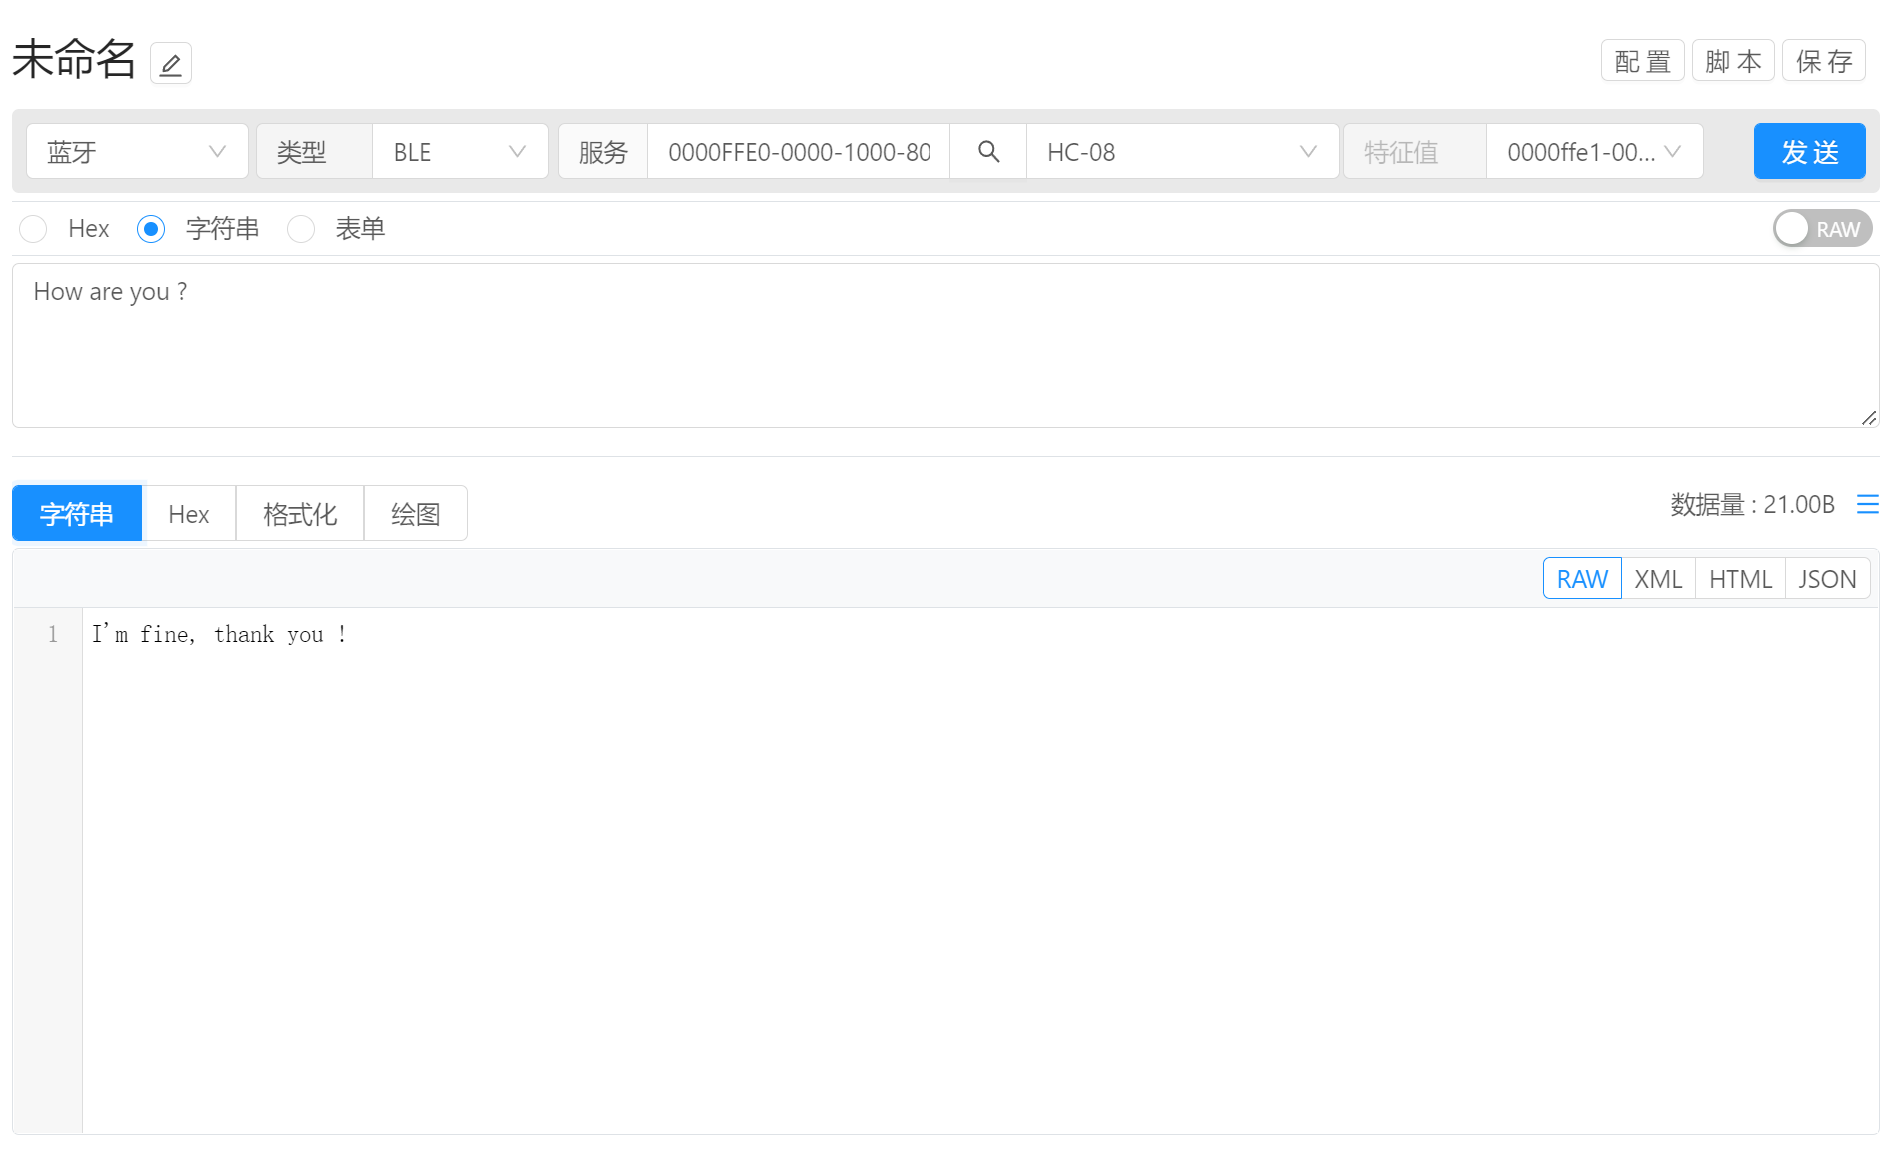 未命名
配 置 脚 本 保 存
蓝牙 类型 BLE 服务 0000FFE0-0000-1000-80 HC-08 特征值 0000ffe1-00... 发 送
Hex 字符串 表单 RAW
How are you ?
字符串 Hex 格式化 绘图 数据量 : 21.00B
RAW XML HTML JSON
1 I'm fine, thank you !